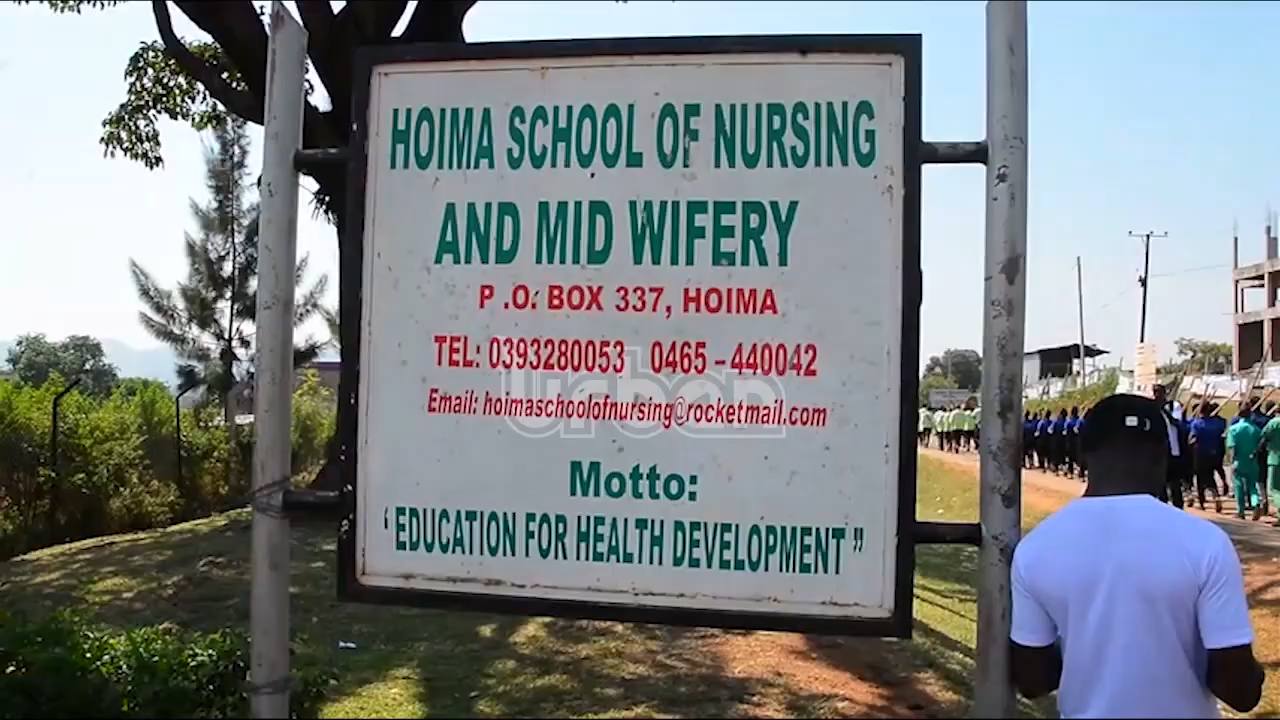 HOIMA SCHOOL OF NURSING
AND MID WIFERY
P .O. BOX 337, HOIMA
TEL: 0393280053 0465 - 440042
Email: hoimaschoolofnursing@rocketmail.com
urban
Motto:
‘ EDUCATION FOR HEALTH DEVELOPMENT ”